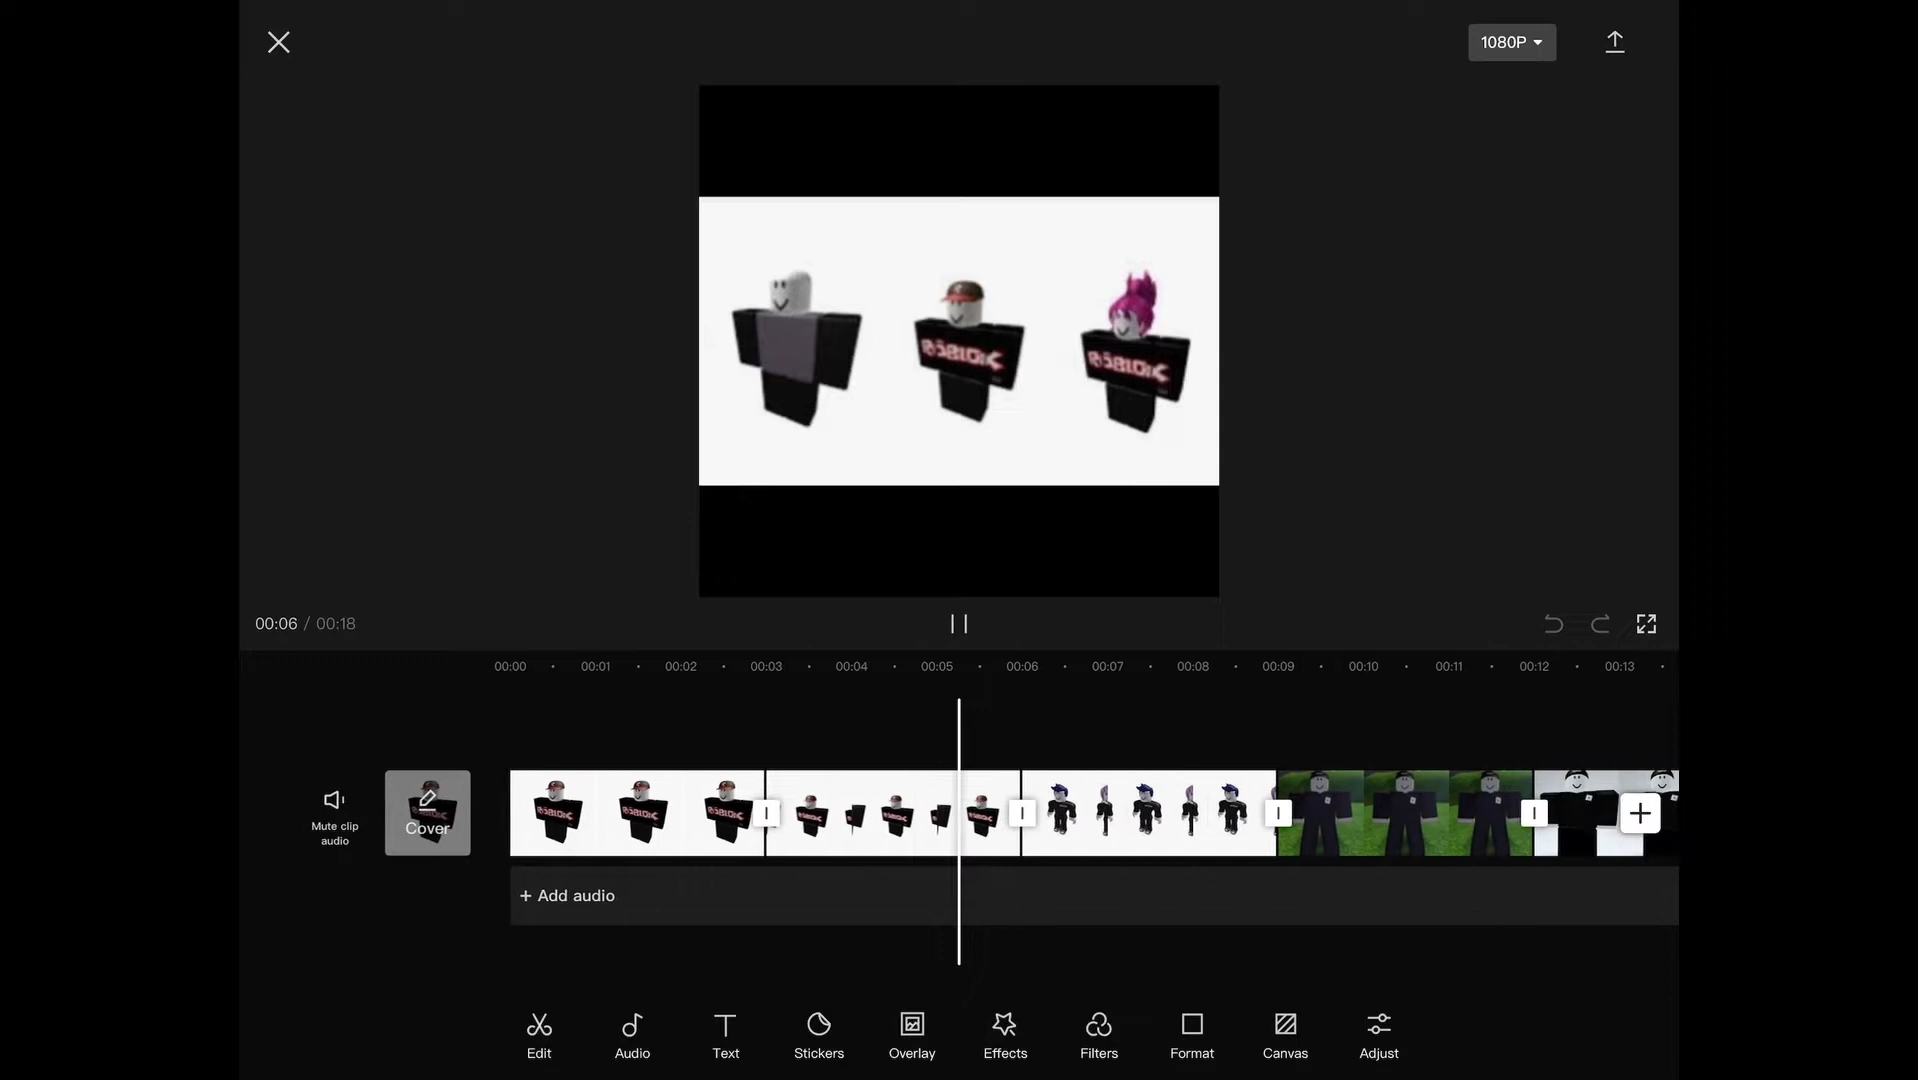 1080P
ROBLOX
ROBLOX
00:06 / 00:18
00:00 00:01 00:02 00:03 00:04 00:05 00:06 00:07 00:08 00:09 00:10 00:11 00:12 00:13
Mute clip
audio
Cover
+ Add audio
Edit Audio Text Stickers Overlay Effects Filters Format Canvas Adjust